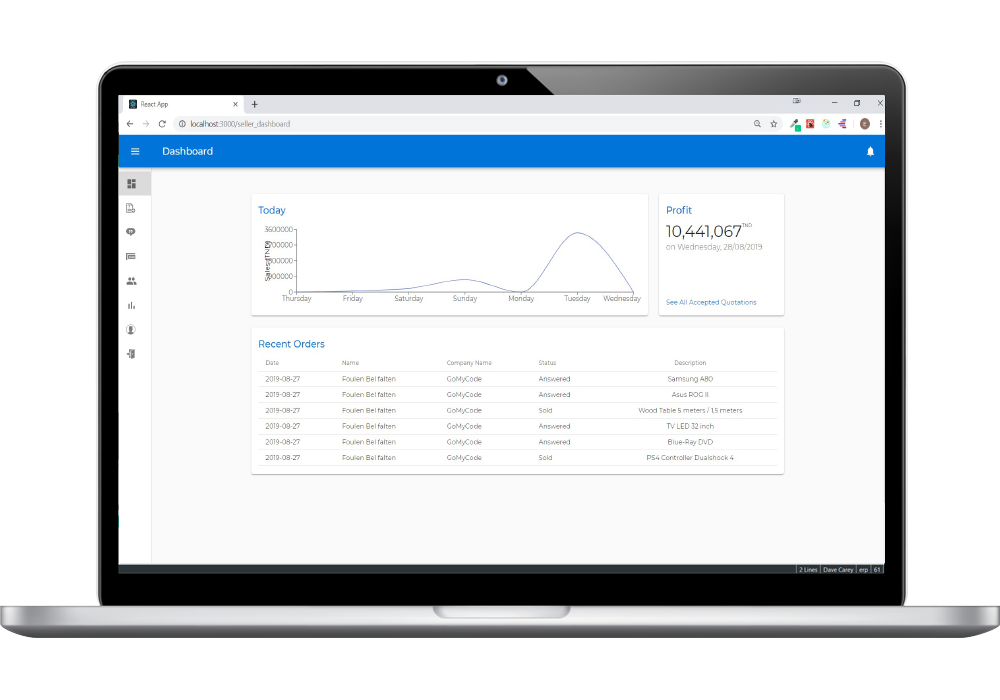 React App
localhost:3000/seller_dashboard
Dashboard
Today
3600000
Sales (TND)
0
Thursday Friday Saturday Sunday Monday Tuesday Wednesday
Profit
10,441,067 TND
on Wednesday, 28/08/2019
See All Accepted Quotations
Recent Orders
Date Name Company Name Status Description
2019-08-27 Foulen Bel falten GoMyCode Answered Samsung A80
2019-08-27 Foulen Bel falten GoMyCode Answered Asus ROG II
2019-08-27 Foulen Bel falten GoMyCode Sold Wood Table 5 meters / 1,5 meters
2019-08-27 Foulen Bel falten GoMyCode Answered TV LED 32 inch
2019-08-27 Foulen Bel falten GoMyCode Answered Blue-Ray DVD
2019-08-27 Foulen Bel falten GoMyCode Sold PS4 Controller Dualshock 4
2 Lines Dave Carey erp 61